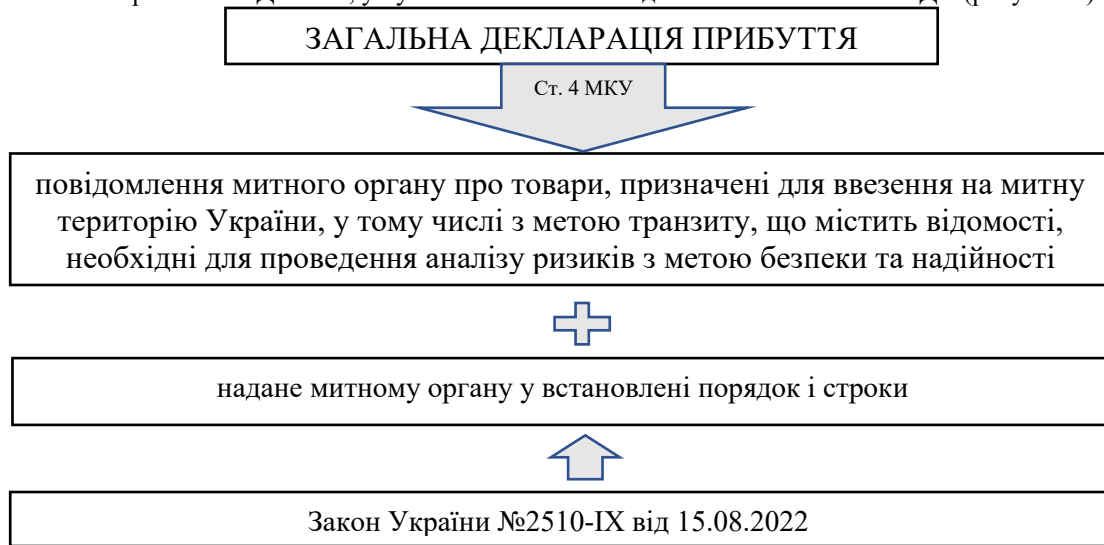 ЗАГАЛЬНА ДЕКЛАРАЦІЯ ПРИБУТТЯ
Ст. 4 МКУ
повідомлення митного органу про товари, призначені для ввезення на митну
територію України, у тому числі з метою транзиту, що містить відомості,
необхідні для проведення аналізу ризиків з метою безпеки та надійності
надане митному органу у встановлені порядок і строки
Закон України №2510-IX від 15.08.2022